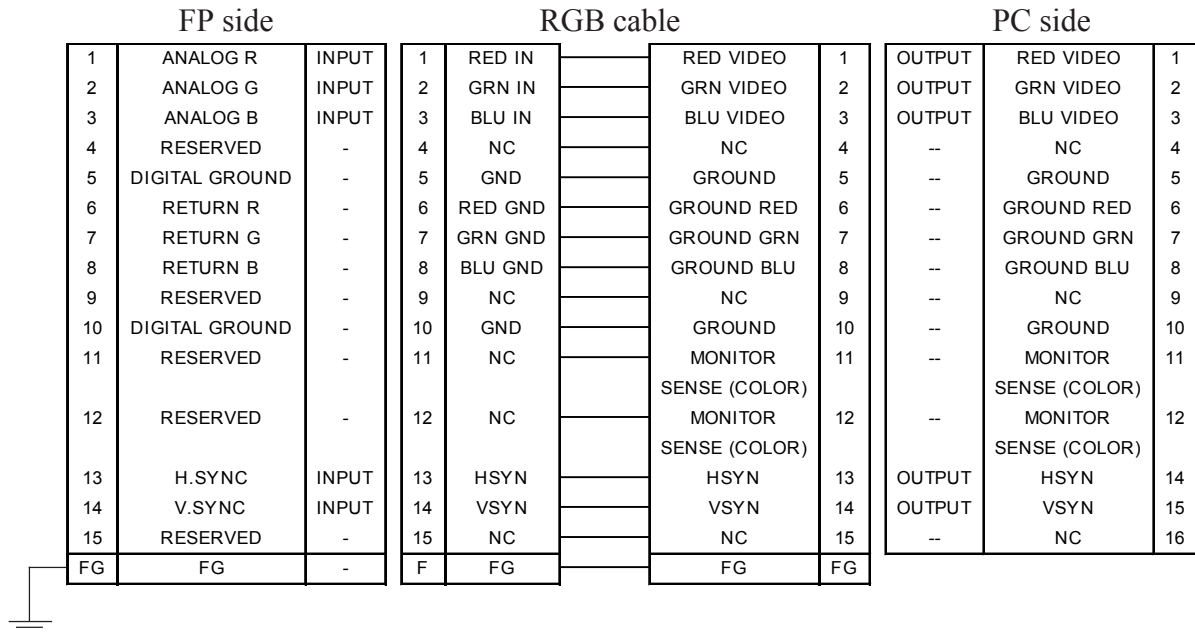 FP side RGB cable PC side
1 ANALOG R INPUT 1 RED IN RED VIDEO 1 OUTPUT RED VIDEO 1
2 ANALOG G INPUT 2 GRN IN GRN VIDEO 2 OUTPUT GRN VIDEO 2
3 ANALOG B INPUT 3 BLU IN BLU VIDEO 3 OUTPUT BLU VIDEO 3
4 RESERVED - 4 NC NC 4 -- NC 4
5 DIGITAL GROUND - 5 GND GROUND 5 -- GROUND 5
6 RETURN R - 6 RED GND GROUND RED 6 -- GROUND RED 6
7 RETURN G - 7 GRN GND GROUND GRN 7 -- GROUND GRN 7
8 RETURN B - 8 BLU GND GROUND BLU 8 -- GROUND BLU 8
9 RESERVED - 9 NC NC 9 -- NC 9
10 DIGITAL GROUND - 10 GND GROUND 10 -- GROUND 10
11 RESERVED - 11 NC MONITOR 11 -- MONITOR 11
SENSE (COLOR) SENSE (COLOR)
12 RESERVED - 12 NC MONITOR 12 -- MONITOR 12
SENSE (COLOR) SENSE (COLOR)
13 H.SYNC INPUT 13 HSYN HSYN 13 OUTPUT HSYN 14
14 V.SYNC INPUT 14 VSYN VSYN 14 OUTPUT VSYN 15
15 RESERVED - 15 NC NC 15 -- NC 16
FG FG - F FG FG FG